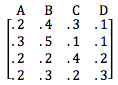 A B C D
.2 .4 .3 .1
.3 .5 .1 .1
.2 .2 .4 .2
.2 .3 .2 .3